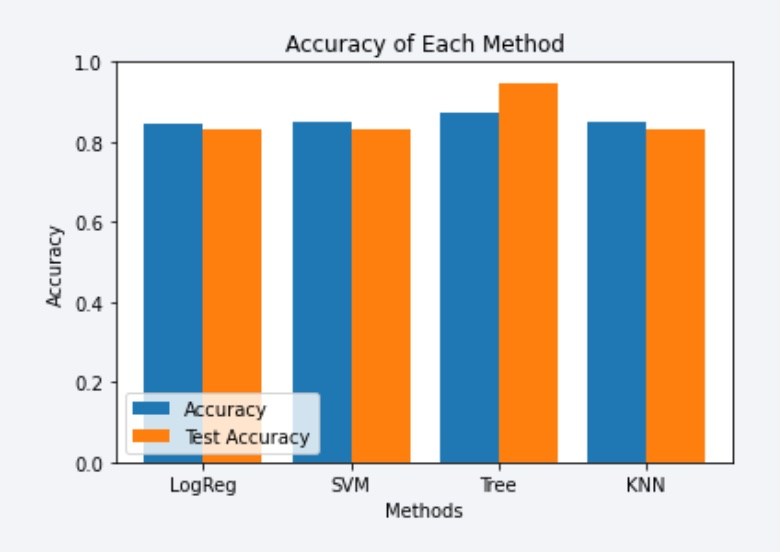 Accuracy of Each Method
1.0
0.8
0.6
0.4
0.2
0.0
Accuracy
Accuracy
Test Accuracy
LogReg SVM Tree KNN
Methods